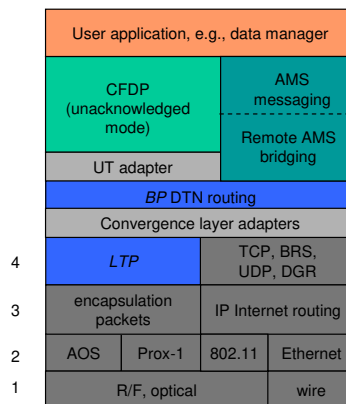 User application, e.g., data manager
CFDP
(unacknowledged
mode)
AMS
messaging
Remote AMS
bridging
UT adapter
BP DTN routing
Convergence layer adapters
4
LTP
TCP, BRS,
UDP, DGR
3
encapsulation
packets
IP Internet routing
2
AOS
Prox-1
802.11
Ethernet
1
R/F, optical
wire